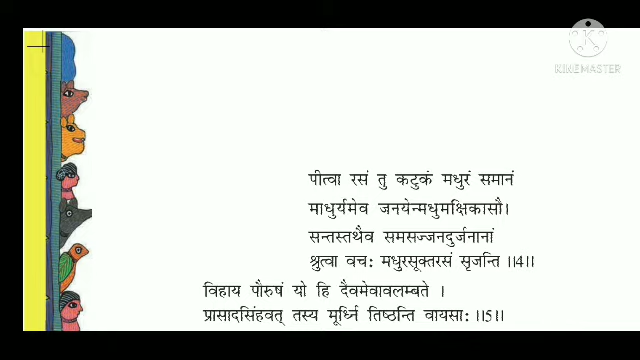 KINEMASTER
पीत्वा रसं तु कटुकं मधुरं समानं
माधुर्यमेव जनयेन्मधुमक्षिकासौ।
सन्तस्तथैव समसज्जनदुर्जनानां
श्रुत्वा वच: मधुरसूक्तरसं सृजन्ति ।।4।।
विहाय पौरुषं यो हि दैवमेवावलम्बते ।
प्रासादसिंहवत् तस्य मूर्ध्नि तिष्ठन्ति वायसा: ।।5।।